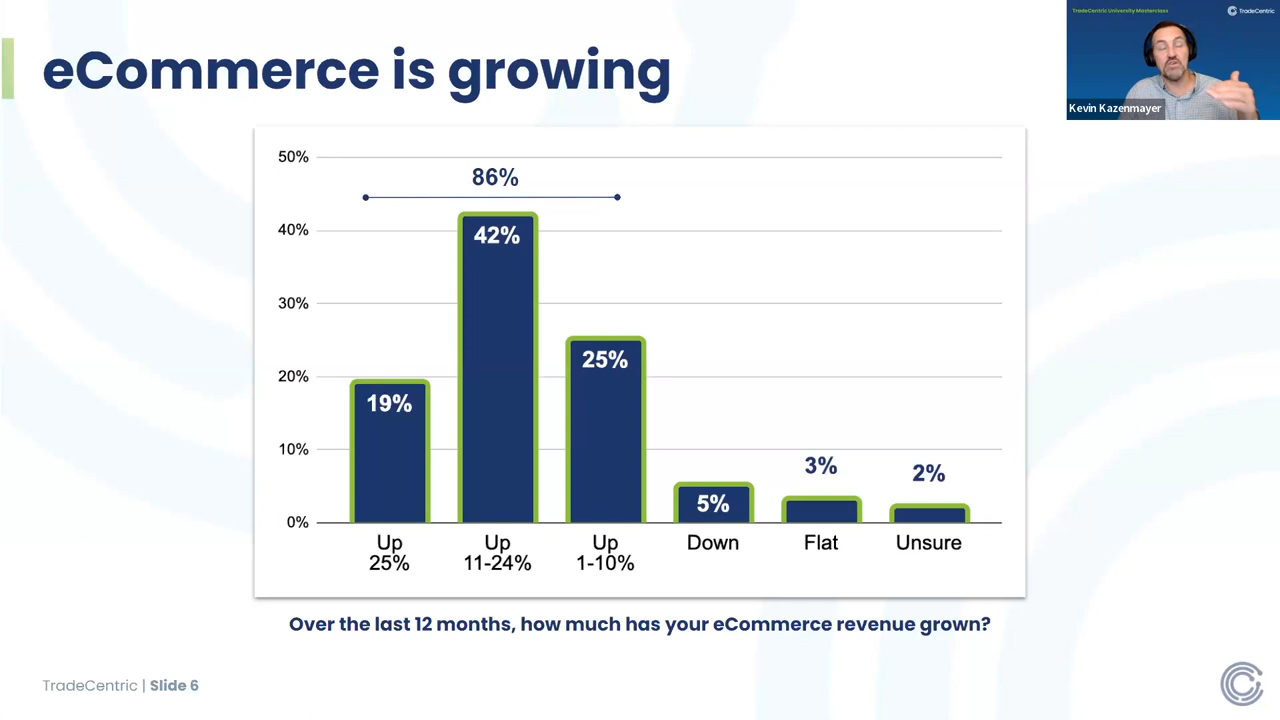 TradeCentric University Masterclass
TradeCentric
Kevin Kazenmayer
eCommerce is growing
50%
40%
30%
20%
10%
0%
86%
19%
42%
25%
5%
3%
2%
Up
25%
Up
11-24%
Up
1-10%
Down
Flat
Unsure
Over the last 12 months, how much has your eCommerce revenue grown?
TradeCentric | Slide 6